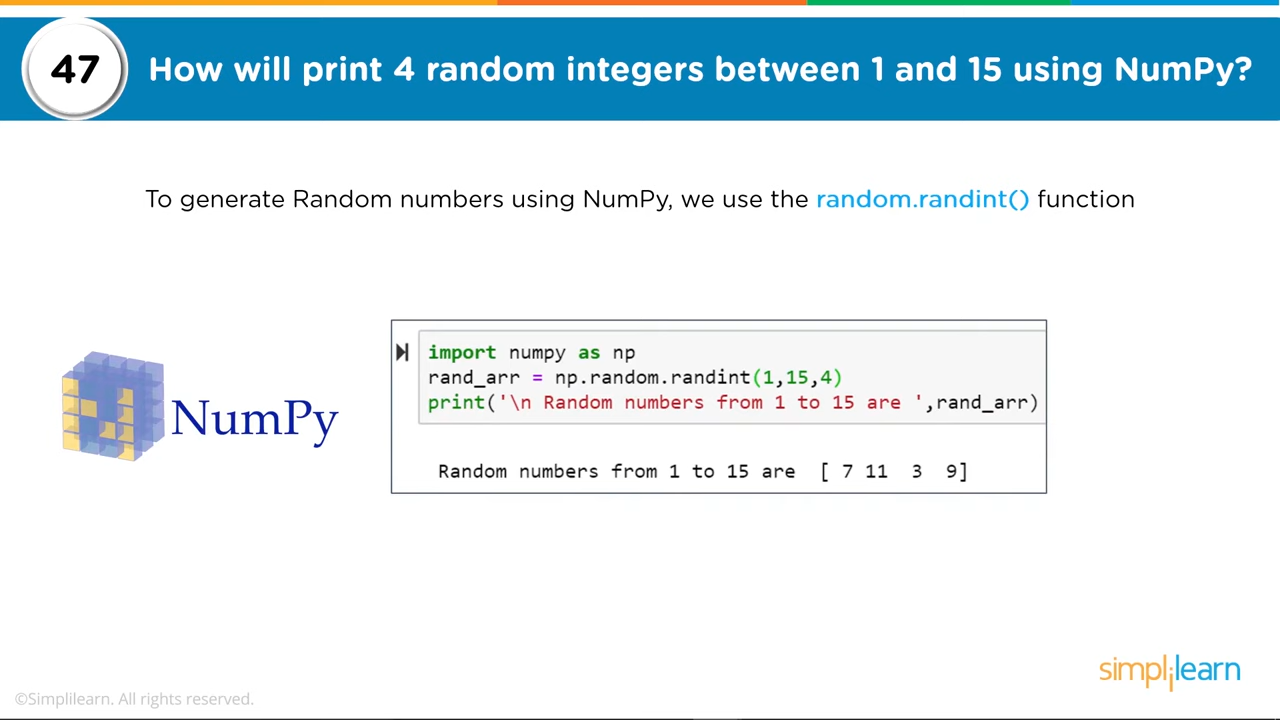 47
How will print 4 random integers between 1 and 15 using NumPy?
To generate Random numbers using NumPy, we use the random.randint() function
import numpy as np
rand_arr = np.random.randint(1,15,4)
print('\n Random numbers from 1 to 15 are ',rand_arr)
Random numbers from 1 to 15 are  [ 7 11  3  9]
NumPy
simplilearn
©Simplilearn. All rights reserved.